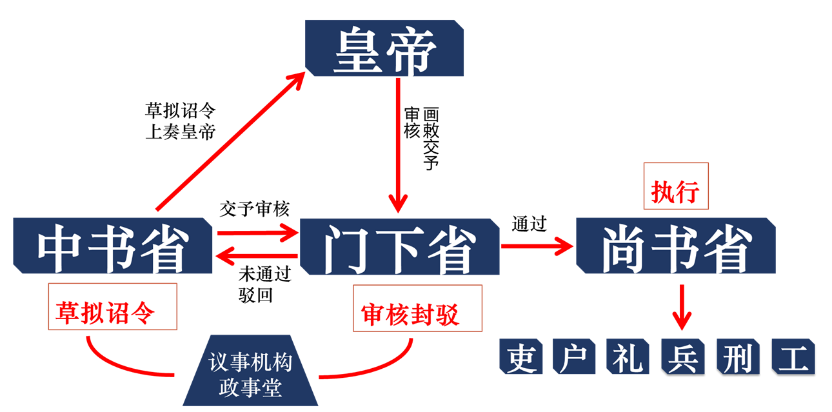 皇帝
草拟诏令
上奏皇帝
画敕交予
审核
执行
中书省
交予审核
未通过
驳回
门下省
通过
尚书省
草拟诏令
审核封驳
议事机构
政事堂
吏 户 礼 兵 刑 工